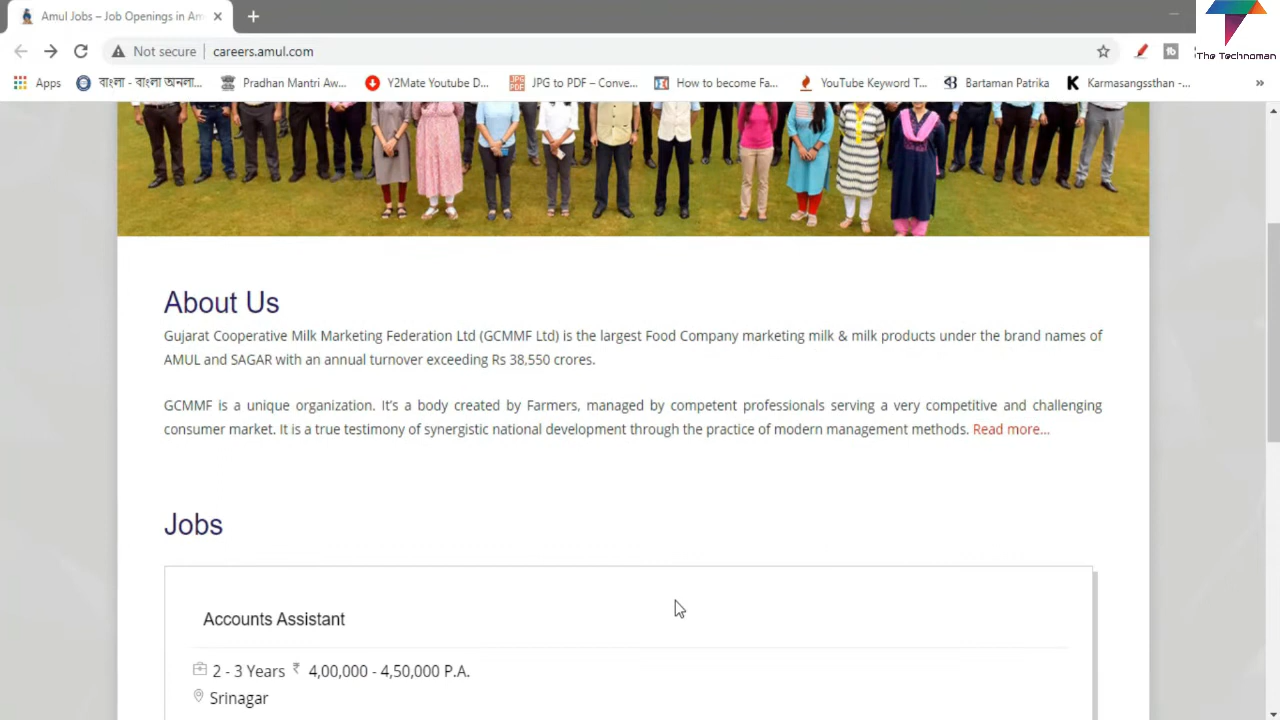 Amul Jobs – Job Openings in Am
The Technoman
Not secure | careers.amul.com
Apps
বাংলা - বাংলা অনলা...
Pradhan Mantri Aw...
Y2Mate Youtube D...
JPG to PDF – Conve...
How to become Fa...
YouTube Keyword T...
Bartaman Patrika
Karmasangssthan -...
About Us
Gujarat Cooperative Milk Marketing Federation Ltd (GCMMF Ltd) is the largest Food Company marketing milk & milk products under the brand names of
AMUL and SAGAR with an annual turnover exceeding Rs 38,550 crores.
GCMMF is a unique organization. It's a body created by Farmers, managed by competent professionals serving a very competitive and challenging
consumer market. It is a true testimony of synergistic national development through the practice of modern management methods. Read more...
Jobs
Accounts Assistant
2 - 3 Years ₹ 4,00,000 - 4,50,000 P.A.
Srinagar